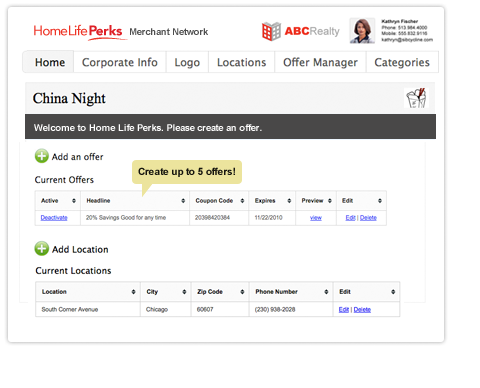 HomeLifePerks Merchant Network
ABCRealty
Kathryn Fischer
Phone: 513.984.4000
Mobile: 555.832.9116
Home Corporate Info Logo Locations Offer Manager Categories
China Night
Welcome to Home Life Perks. Please create an offer.
Add an offer
Create up to 5 offers!
Current Offers
Active Headline Coupon Code Expires Preview Edit
Deactivate 20% Savings Good for any time 20398420384 11/22/2010 view Edit | Delete
Add Location
Current Locations
Location City Zip Code Phone Number Edit
South Corner Avenue Chicago 60607 (230) 938-2028 Edit | Delete